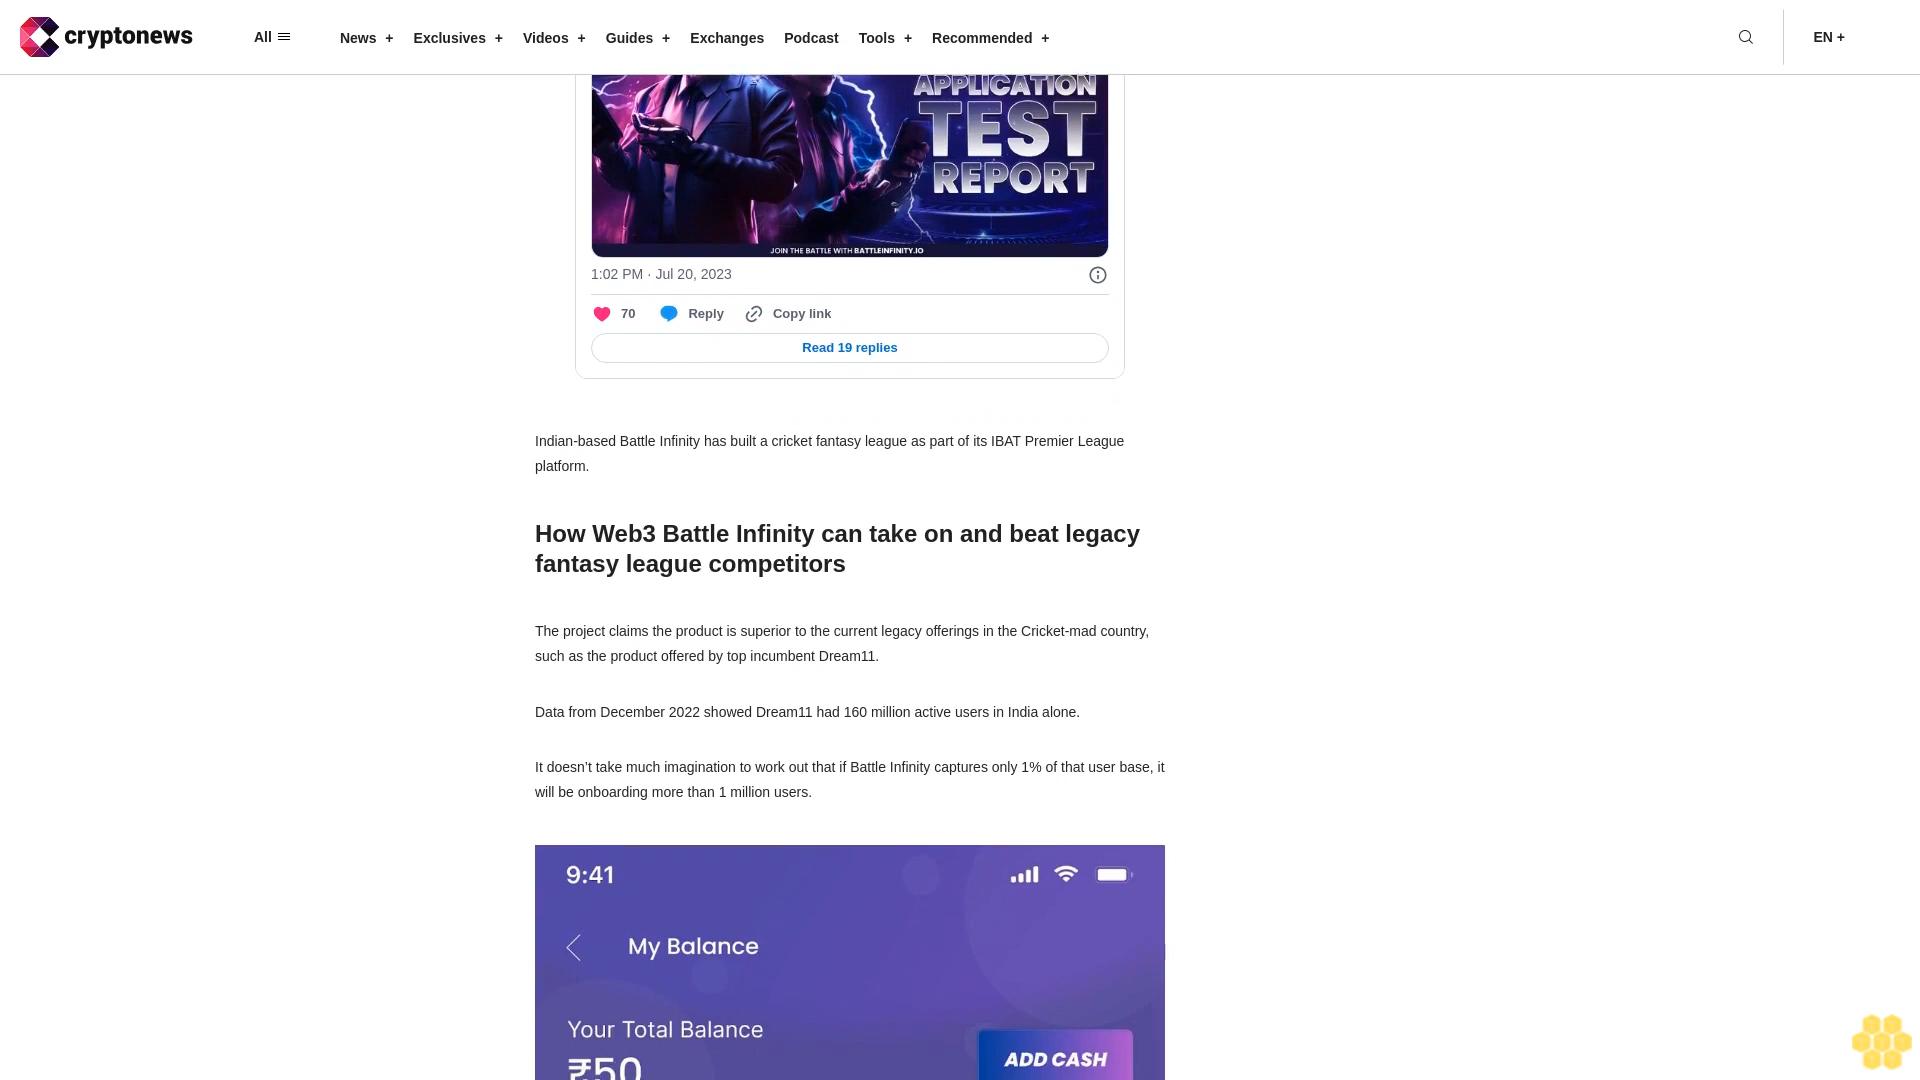 cryptonews
All
News +
Exclusives +
Videos +
Guides +
Exchanges
Podcast
Tools +
Recommended +
EN +
APPLICATION
TEST
REPORT
JOIN THE BATTLE WITH BATTLEINFINITY.IO
1:02 PM · Jul 20, 2023
70
Reply
Copy link
Read 19 replies
Indian-based Battle Infinity has built a cricket fantasy league as part of its IBAT Premier League
platform.
How Web3 Battle Infinity can take on and beat legacy
fantasy league competitors
The project claims the product is superior to the current legacy offerings in the Cricket-mad country,
such as the product offered by top incumbent Dream11.
Data from December 2022 showed Dream11 had 160 million active users in India alone.
It doesn’t take much imagination to work out that if Battle Infinity captures only 1% of that user base, it
will be onboarding more than 1 million users.
9:41
My Balance
Your Total Balance
₹50
ADD CASH